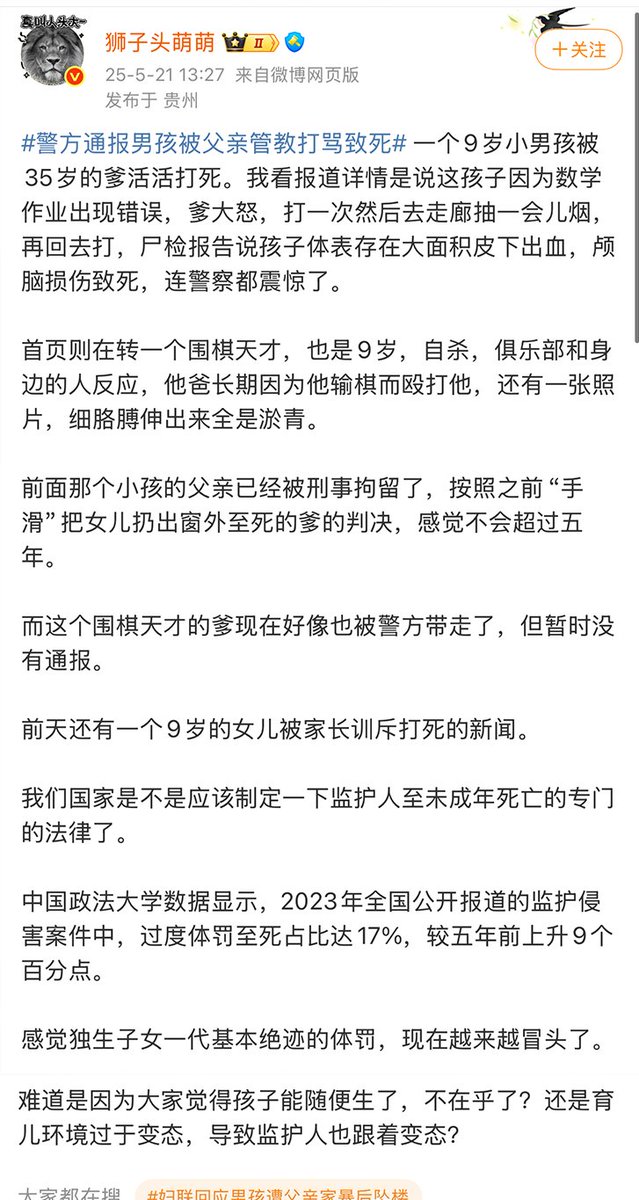 真叫人头大~
狮子头萌萌 II
25-5-21 13:27 来自微博网页版
发布于 贵州
+关注
#警方通报男孩被父亲管教打骂致死# 一个9岁小男孩被
35岁的爹活活打死。我看报道详情是说这孩子因为数学
作业出现错误，爹大怒，打一次然后去走廊抽一会儿烟，
再回去打，尸检报告说孩子体表存在大面积皮下出血，颅
脑损伤致死，连警察都震惊了。
首页则在转一个围棋天才，也是9岁，自杀，俱乐部和身
边的人反应，他爸长期因为他输棋而殴打他，还有一张照
片，细胳膊伸出来全是淤青。
前面那个小孩的父亲已经被刑事拘留了，按照之前“手
滑”把女儿扔出窗外至死的爹的判决，感觉不会超过五
年。
而这个围棋天才的爹现在好像也被警方带走了，但暂时没
有通报。
前天还有一个9岁的女儿被家长训斥打死的新闻。
我们国家是不是应该制定一下监护人至未成年死亡的专门
的法律了。
中国政法大学数据显示，2023年全国公开报道的监护侵
害案件中，过度体罚至死占比达17%，较五年前上升9个
百分点。
感觉独生子女一代基本绝迹的体罚，现在越来越冒头了。
难道是因为大家觉得孩子能随便生了，不在乎了？还是育
儿环境过于变态，导致监护人也跟着变态？
大家都在搜 #妇联回应男孩遭父亲家暴后坠楼